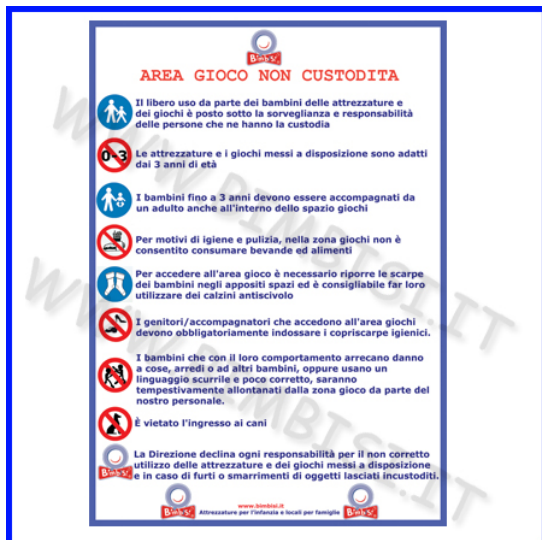 Bimbisi
AREA GIOCO NON CUSTODITA
Il libero uso da parte dei bambini delle attrezzature e
dei giochi è posto sotto la sorveglianza e responsabilità
delle persone che ne hanno la custodia
0-3
Le attrezzature e i giochi messi a disposizione sono adatti
dai 3 anni di età
I bambini fino a 3 anni devono essere accompagnati da
un adulto anche all'interno dello spazio giochi
Per motivi di igiene e pulizia, nella zona giochi non è
consentito consumare bevande ed alimenti
Per accedere all'area gioco è necessario riporre le scarpe
dei bambini negli appositi spazi ed è consigliabile far loro
utilizzare dei calzini antiscivolo
I genitori/accompagnatori che accedono all'area giochi
devono obbligatoriamente indossare i copriscarpe igienici.
I bambini che con il loro comportamento arrecano danno
a cose, arredi o ad altri bambini, oppure usano un
linguaggio scurrile e poco corretto, saranno
tempestivamente allontanati dalla zona gioco da parte del
nostro personale.
È vietato l'ingresso ai cani
La Direzione declina ogni responsabilità per il non corretto
utilizzo delle attrezzature e dei giochi messi a disposizione
e in caso di furti o smarrimenti di oggetti lasciati incustoditi.
Bimbisi
Bimbisi
www.bimbisi.it
Attrezzature per l'infanzia e locali per famiglie
Bimbisi
WWW.BIMBISI.IT
WWW.BIMBISI.IT